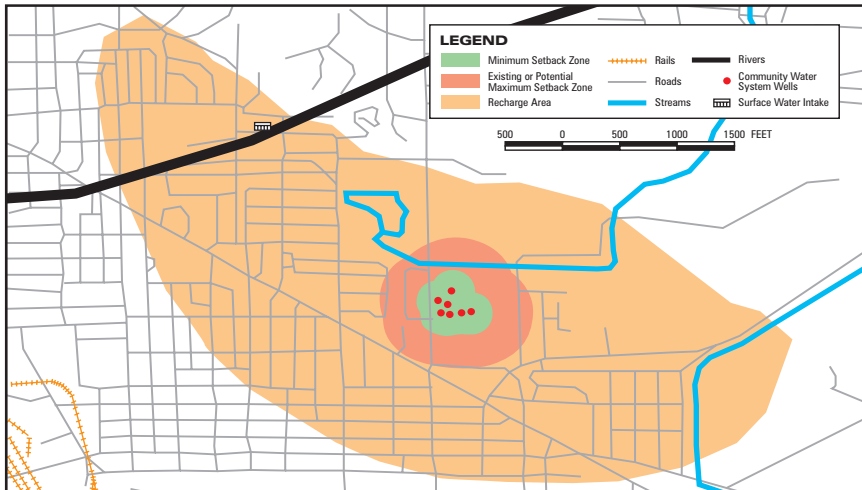 LEGEND
Minimum Setback Zone
Existing or Potential
Maximum Setback Zone
Recharge Area
Rails
Roads
Streams
Rivers
Community Water
System Wells
Surface Water Intake
500 0 500 1000 1500 FEET